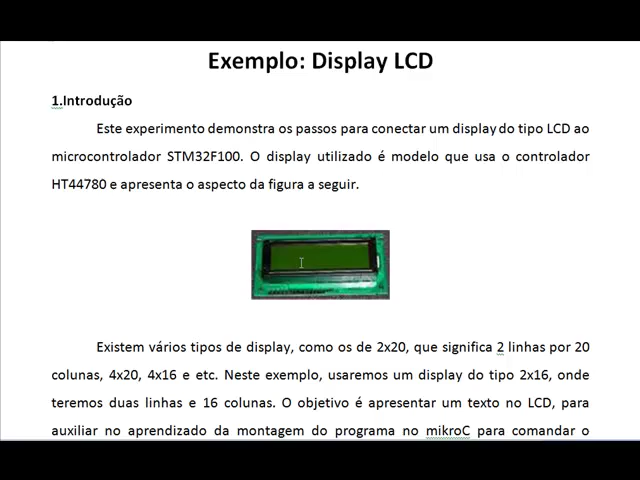 Exemplo: Display LCD
1.Introdução
Este experimento demonstra os passos para conectar um display do tipo LCD ao
microcontrolador STM32F100. O display utilizado é modelo que usa o controlador
HT44780 e apresenta o aspecto da figura a seguir.
Existem vários tipos de display, como os de 2x20, que significa 2 linhas por 20
colunas, 4x20, 4x16 e etc. Neste exemplo, usaremos um display do tipo 2x16, onde
teremos duas linhas e 16 colunas. O objetivo é apresentar um texto no LCD, para
auxiliar no aprendizado da montagem do programa no mikroC para comandar o